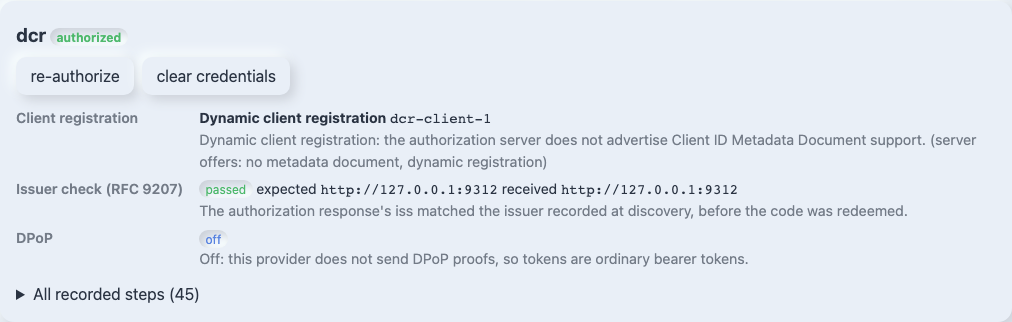 dcr authorized
re-authorize clear credentials
Client registration Dynamic client registration dcr-client-1
Dynamic client registration: the authorization server does not advertise Client ID Metadata Document support. (server
offers: no metadata document, dynamic registration)
Issuer check (RFC 9207) passed expected http://127.0.0.1:9312 received http://127.0.0.1:9312
The authorization response's iss matched the issuer recorded at discovery, before the code was redeemed.
DPoP off
Off: this provider does not send DPoP proofs, so tokens are ordinary bearer tokens.
▶ All recorded steps (45)